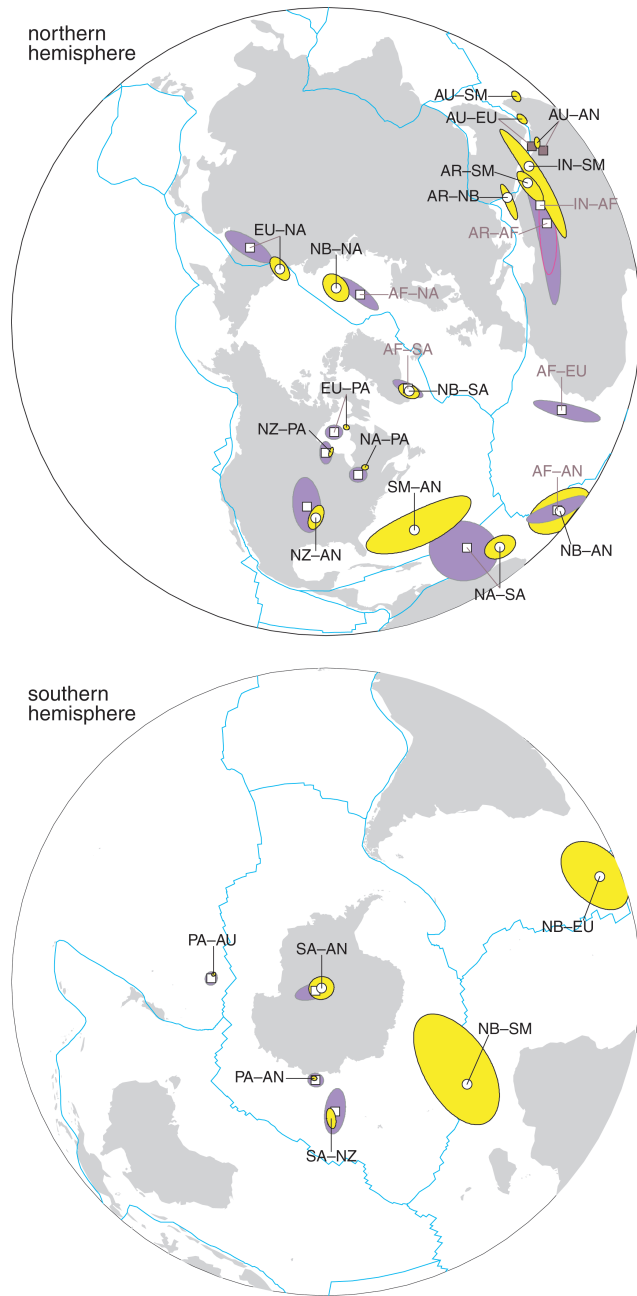 northern
hemisphere
AU–SM
AU–EU
AU–AN
AR–SM
IN–SM
AR–NB
IN–AF
AR–AF
EU–NA
NB–NA
AF–NA
AF–SA
EU–PA
NB–SA
AF–EU
NZ–PA
NA–PA
SM–AN
AF–AN
NZ–AN
NB–AN
NA–SA
southern
hemisphere
NB–EU
PA–AU
SA–AN
NB–SM
PA–AN
SA–NZ